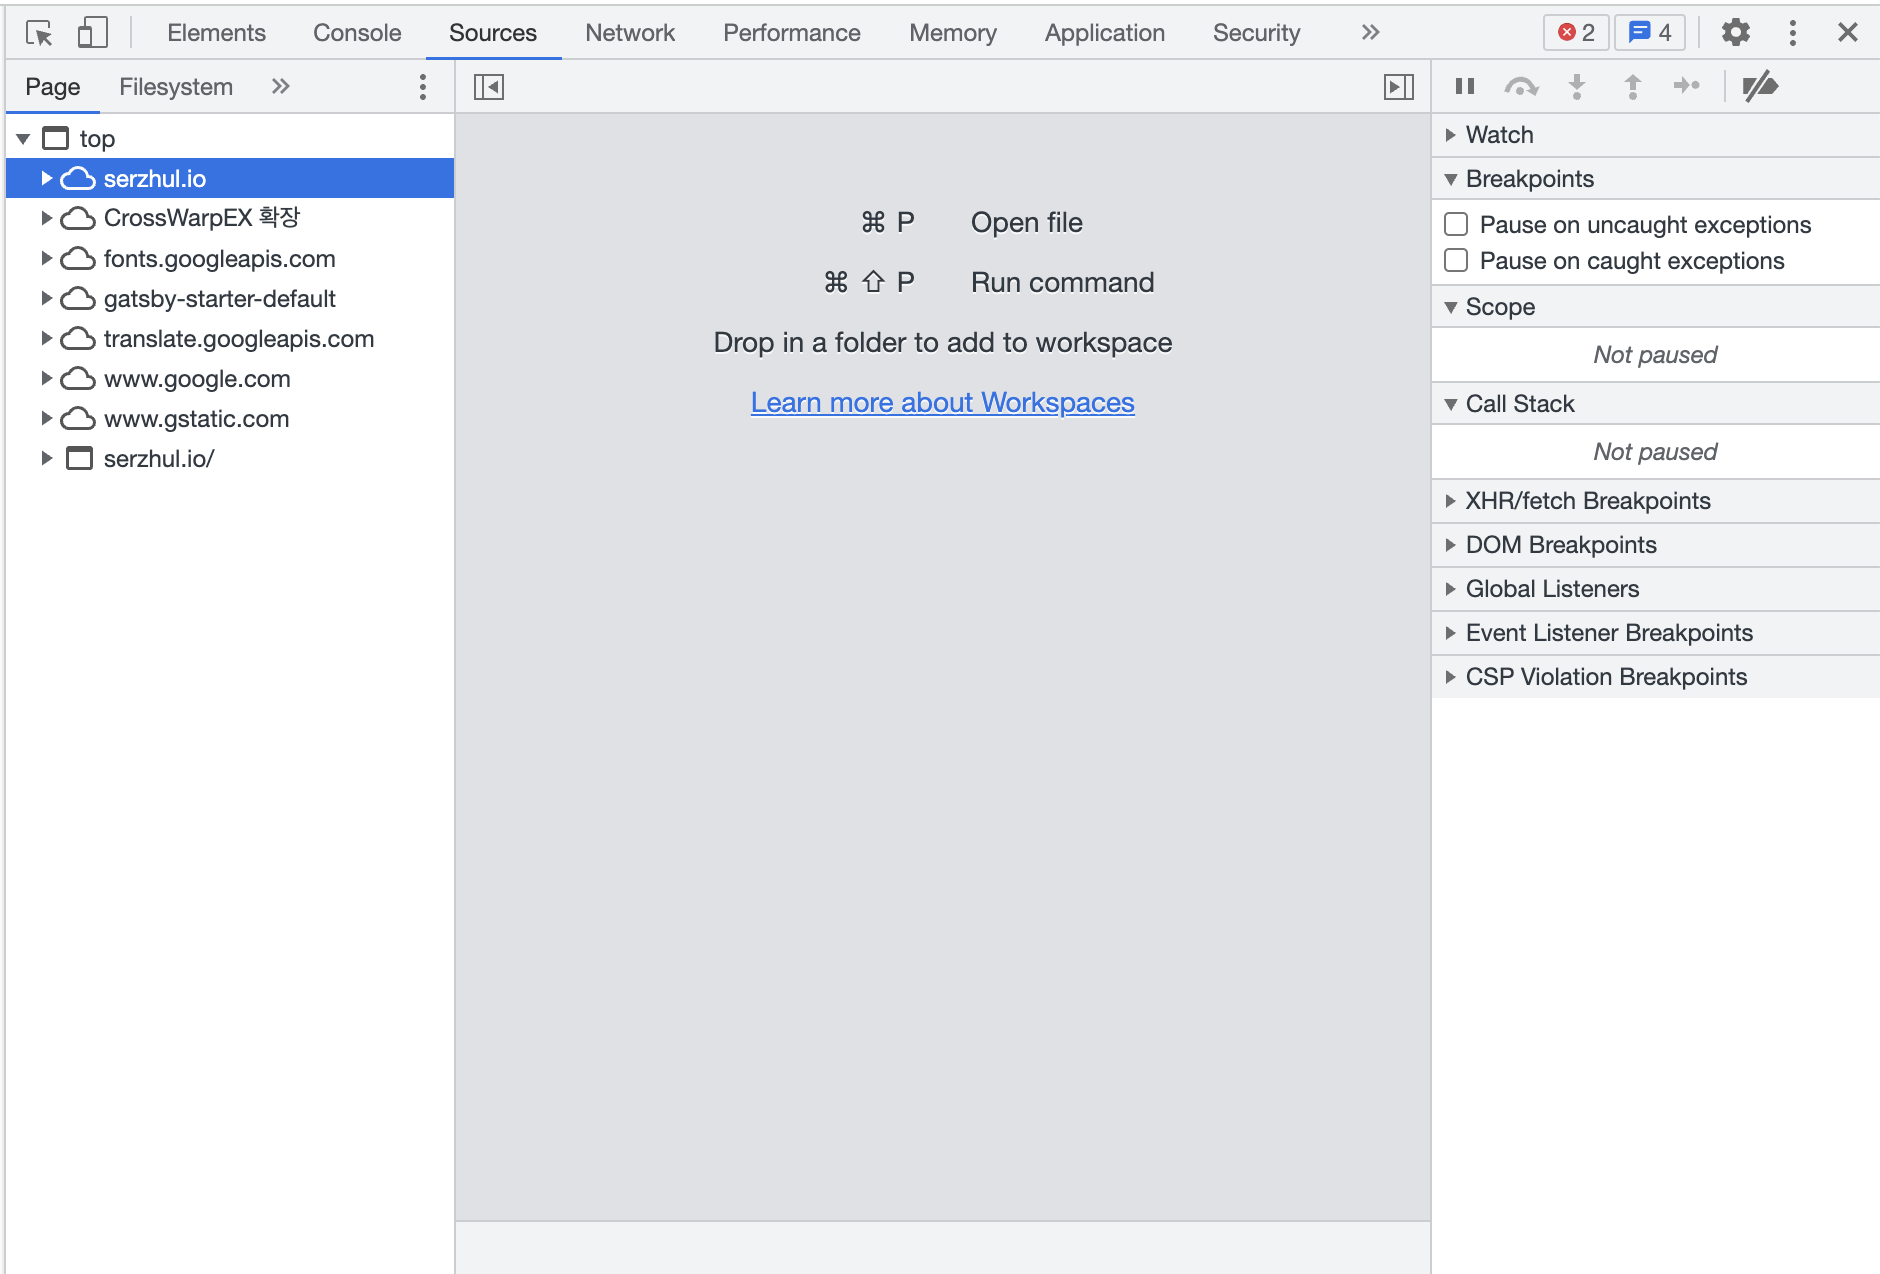 Elements Console Sources Network Performance Memory Application Security 2 4
Page Filesystem
top
serzhul.io
CrossWarpEX 확장
fonts.googleapis.com
gatsby-starter-default
translate.googleapis.com
www.google.com
www.gstatic.com
serzhul.io/
⌘ P Open file
⌘ ⇧ P Run command
Drop in a folder to add to workspace
Learn more about Workspaces
Watch
Breakpoints
Pause on uncaught exceptions
Pause on caught exceptions
Scope
Not paused
Call Stack
Not paused
XHR/fetch Breakpoints
DOM Breakpoints
Global Listeners
Event Listener Breakpoints
CSP Violation Breakpoints